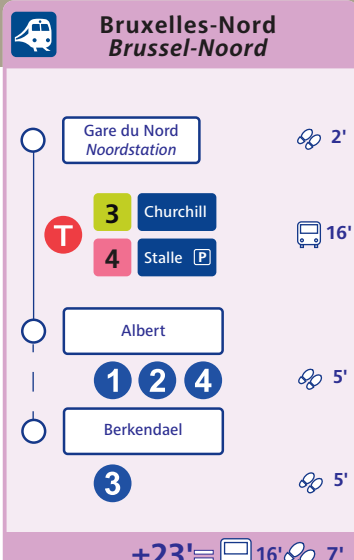 Bruxelles-Nord
Brussel-Noord
Gare du Nord
Noordstation
2'
T
3 Churchill
4 Stalle P
16'
Albert
1 2 4
5'
Berkendael
3
5'
+23'= 16' 7'